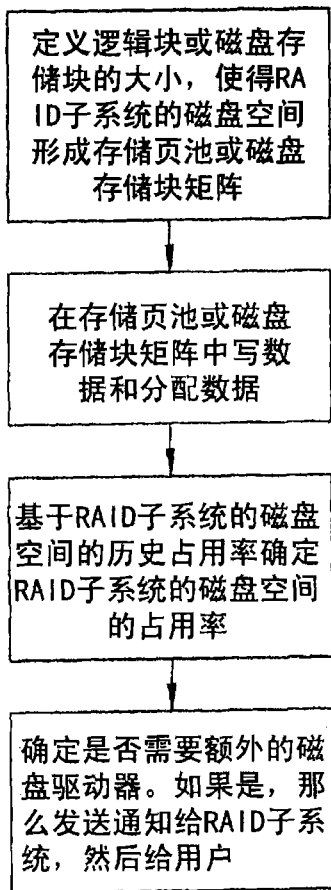 定义逻辑块或磁盘存
储块的大小，使得RA
ID子系统的磁盘空间
形成存储页池或磁盘
存储块矩阵
在存储页池或磁盘
存储块矩阵中写数
据和分配数据
基于RAID子系统的磁盘
空间的历史占用率确定
RAID子系统的磁盘空间
的占用率
确定是否需要额外的磁
盘驱动器。如果是，那
么发送通知给RAID子系
统，然后给用户